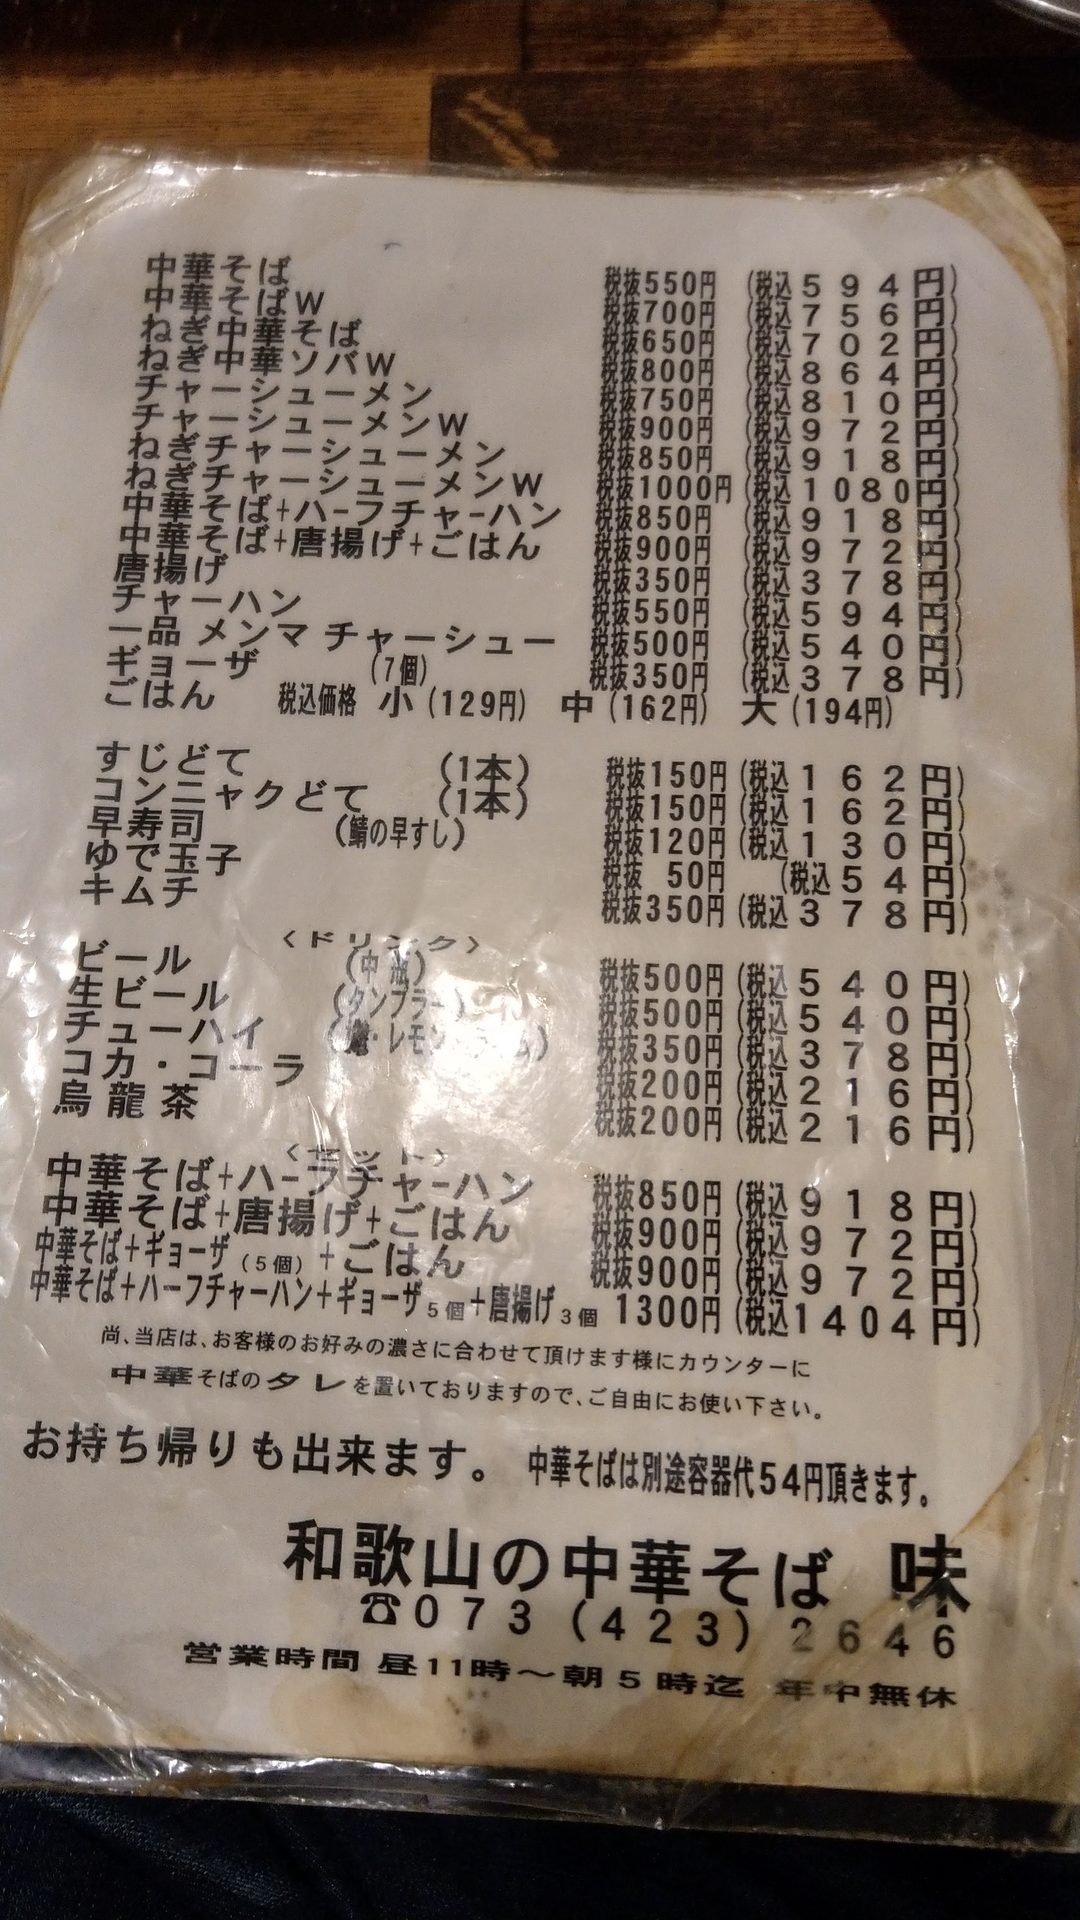 中華そば 税抜550円 (税込594円)
中華そばW 税抜700円 (税込756円)
ねぎ中華そば 税抜650円 (税込702円)
ねぎ中華ソバW 税抜800円 (税込864円)
チャーシューメン 税抜750円 (税込810円)
チャーシューメンW 税抜900円 (税込972円)
ねぎチャーシューメン 税抜850円 (税込918円)
ねぎチャーシューメンW 税抜1000円 (税込1080円)
中華そば+ハーフチャーハン 税抜850円 (税込918円)
中華そば+唐揚げ+ごはん 税抜900円 (税込972円)
唐揚げ 税抜350円 (税込378円)
チャーハン 税抜550円 (税込594円)
一品 メンマ チャーシュー 税抜500円 (税込540円)
ギョーザ (7個) 税抜350円 (税込378円)
ごはん 税込価格 小(129円) 中(162円) 大(194円)
すじどて (1本) 税抜150円 (税込162円)
コンニャクどて (1本) 税抜150円 (税込162円)
早寿司 (鯖の早すし) 税抜120円 (税込130円)
ゆで玉子 税抜 50円 (税込54円)
キムチ 税抜350円 (税込378円)
<ドリンク>
ビール (中瓶) 税抜500円 (税込540円)
生ビール (タンブラー) 税抜500円 (税込540円)
チューハイ レモン 税抜350円 (税込378円)
コカ・コーラ 税抜200円 (税込216円)
烏龍茶 税抜200円 (税込216円)
<セット>
中華そば+ハーフチャーハン 税抜850円 (税込918円)
中華そば+唐揚げ+ごはん 税抜900円 (税込972円)
中華そば+ギョーザ(5個)+ごはん 税抜900円 (税込972円)
中華そば+ハーフチャーハン+ギョーザ5個+唐揚げ3個 1300円 (税込1404円)
尚、当店は、お客様のお好みの濃さに合わせて頂けます様にカウンターに
中華そばのタレを置いておりますので、ご自由にお使い下さい。
お持ち帰りも出来ます。 中華そばは別途容器代54円頂きます。
和歌山の中華そば 味
☎073(423)2646
営業時間 昼11時～朝5時迄 年中無休